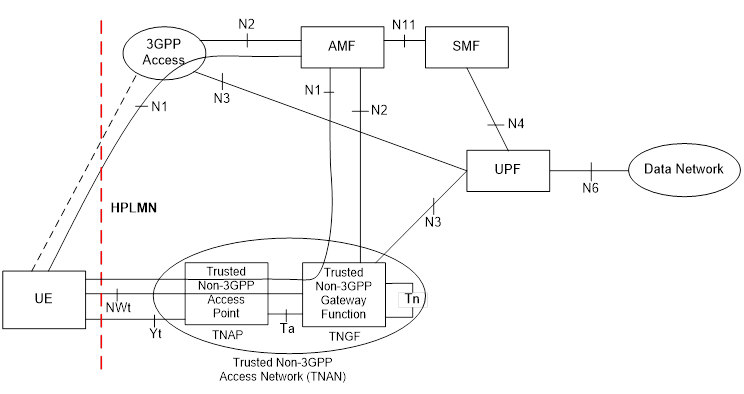 N2
AMF
N11
SMF
3GPP
Access
N1
N3
N1
N2
N4
UPF
Data Network
N6
HPLMN
N3
UE
Trusted
Non-3GPP
Access
Point
Trusted
Non-3GPP
Gateway
Function
Tn
NWt
Yt
Ta
TNAP
TNGF
Trusted Non-3GPP
Access Network (TNAN)